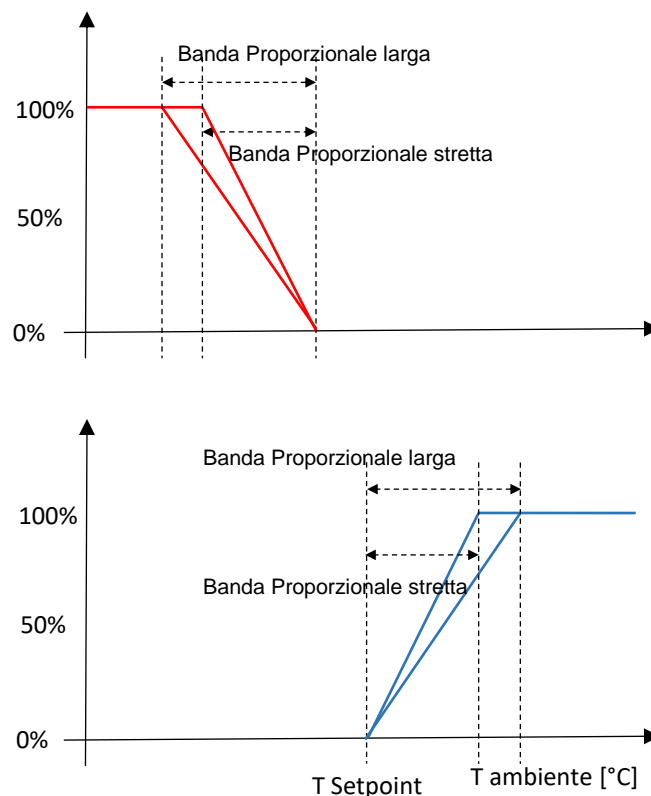 Banda Proporzionale larga
100%
Banda Proporzionale stretta
50%
0%
Banda Proporzionale larga
100%
Banda Proporzionale stretta
50%
0%
T Setpoint
T ambiente [°C]